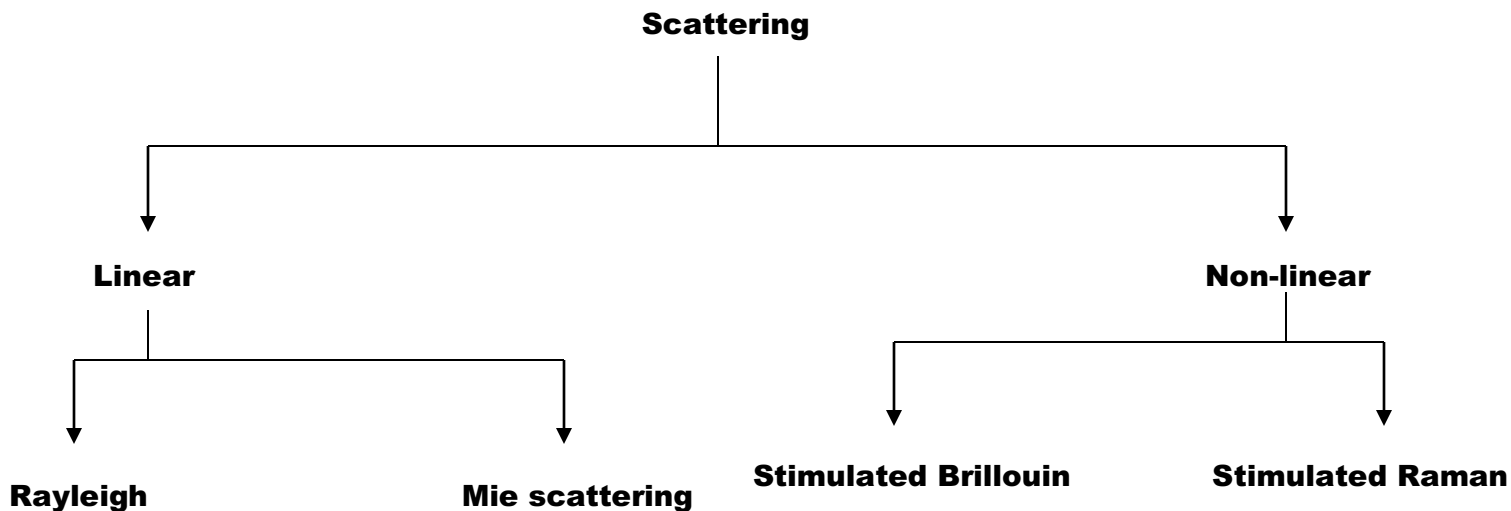 Scattering
Linear
Non-linear
Rayleigh
Mie scattering
Stimulated Brillouin
Stimulated Raman